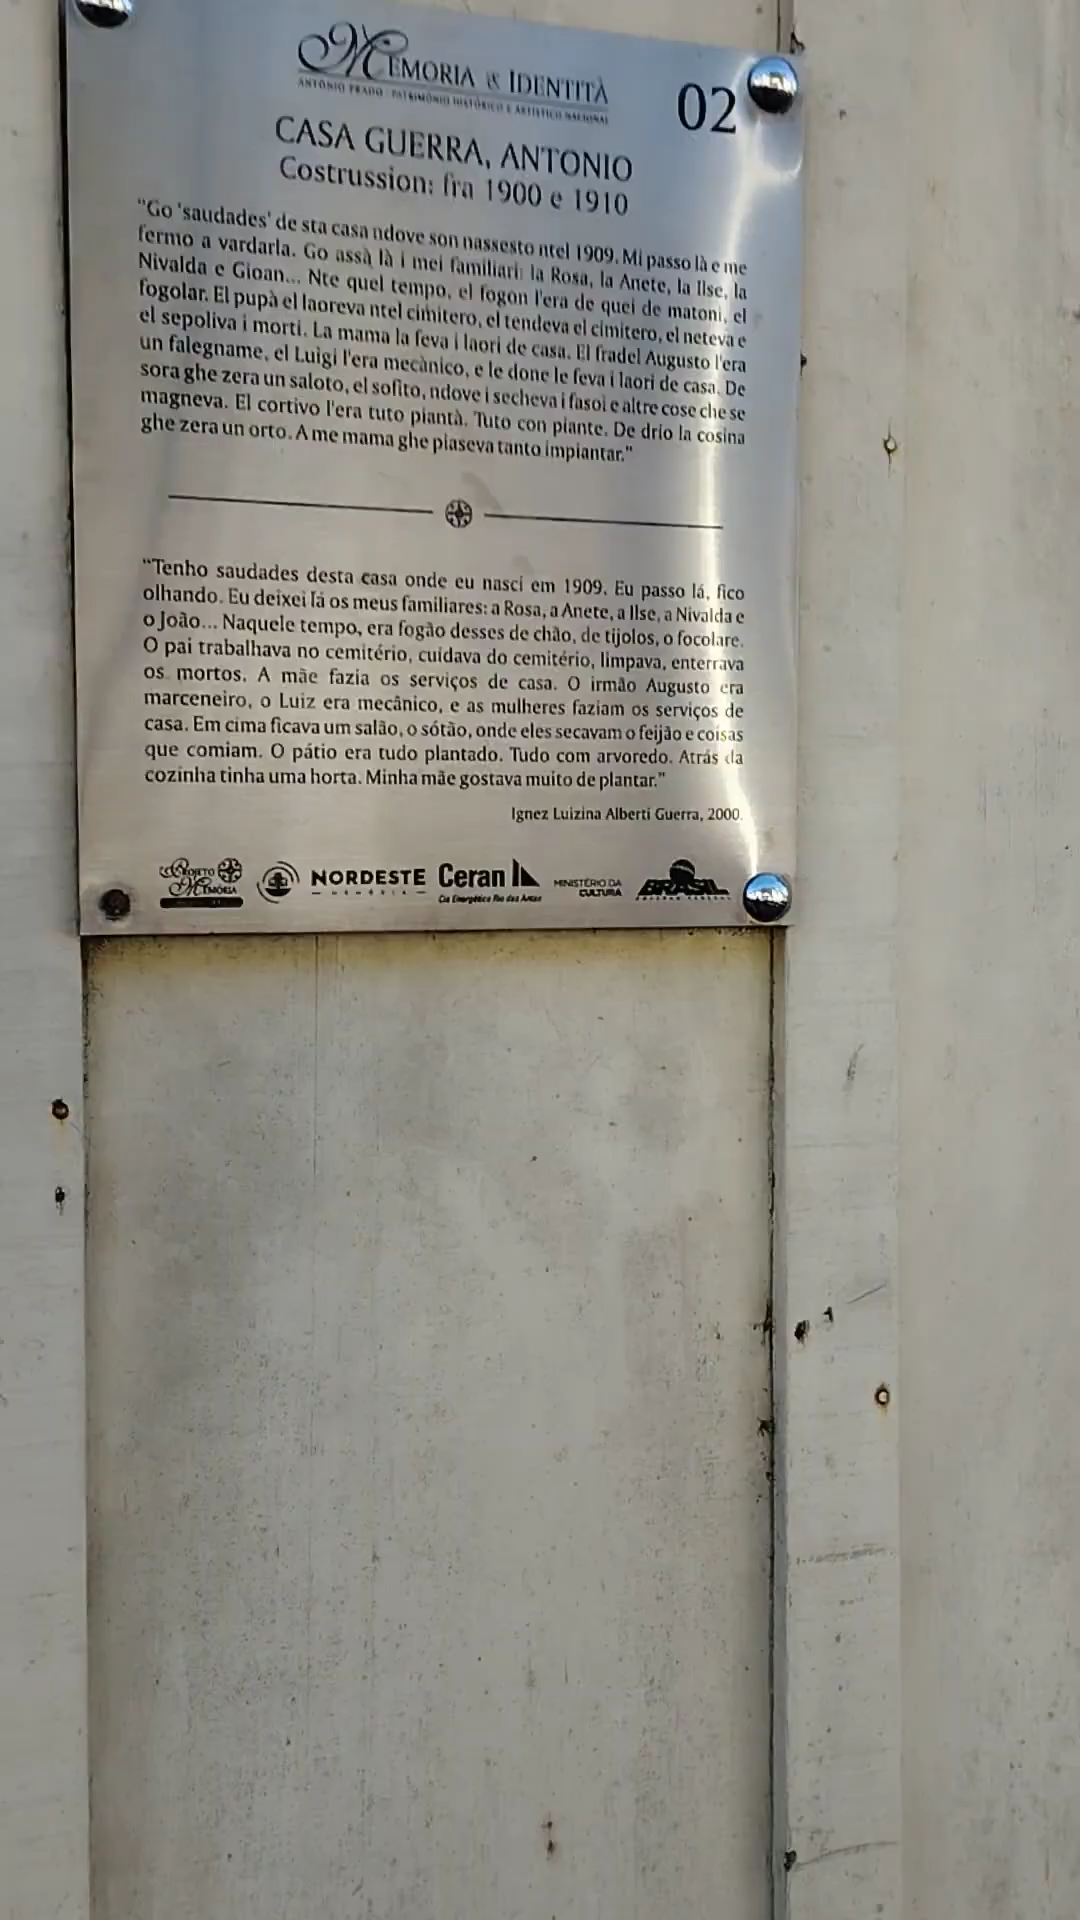 MEMORIA & IDENTITÀ
ANTÔNIO PRADO · PATRIMÔNIO HISTÓRICO E ARTÍSTICO NACIONAL
02
CASA GUERRA, ANTONIO
Costrussion: fra 1900 e 1910
"Go 'saudades' de sta casa ndove son nassesto ntel 1909. Mi passo là e me
fermo a vardarla. Go assà là i mei familiari: la Rosa, la Anete, la Ilse, la
Nivalda e Gioan... Nte quel tempo, el fogon l'era de quei de matoni, el
fogolar. El pupà el laoreva ntel cimitero, el tendeva el cimitero, el neteva e
el sepoliva i morti. La mama la feva i laori de casa. El fradel Augusto l'era
un falegname, el Luigi l'era mecànico, e le done le feva i laori de casa. De
sora ghe zera un saloto, el sofito, ndove i secheva i fasoi e altre cose che se
magneva. El cortivo l'era tuto piantà. Tuto con piante. De drio la cosina
ghe zera un orto. A me mama ghe piaseva tanto impiantar."
"Tenho saudades desta casa onde eu nasci em 1909. Eu passo lá, fico
olhando. Eu deixei lá os meus familiares: a Rosa, a Anete, a Ilse, a Nivalda e
o João... Naquele tempo, era fogão desses de chão, de tijolos, o focolare.
O pai trabalhava no cemitério, cuidava do cemitério, limpava, enterrava
os mortos. A mãe fazia os serviços de casa. O irmão Augusto era
marceneiro, o Luiz era mecânico, e as mulheres faziam os serviços de
casa. Em cima ficava um salão, o sótão, onde eles secavam o feijão e coisas
que comiam. O pátio era tudo plantado. Tudo com arvoredo. Atrás da
cozinha tinha uma horta. Minha mãe gostava muito de plantar."
Ignez Luizina Alberti Guerra, 2000.
PROJETO MEMÓRIA
NORDESTE
Ceran
Cia Energética Rio das Antas
MINISTÉRIO DA
CULTURA
BRASIL